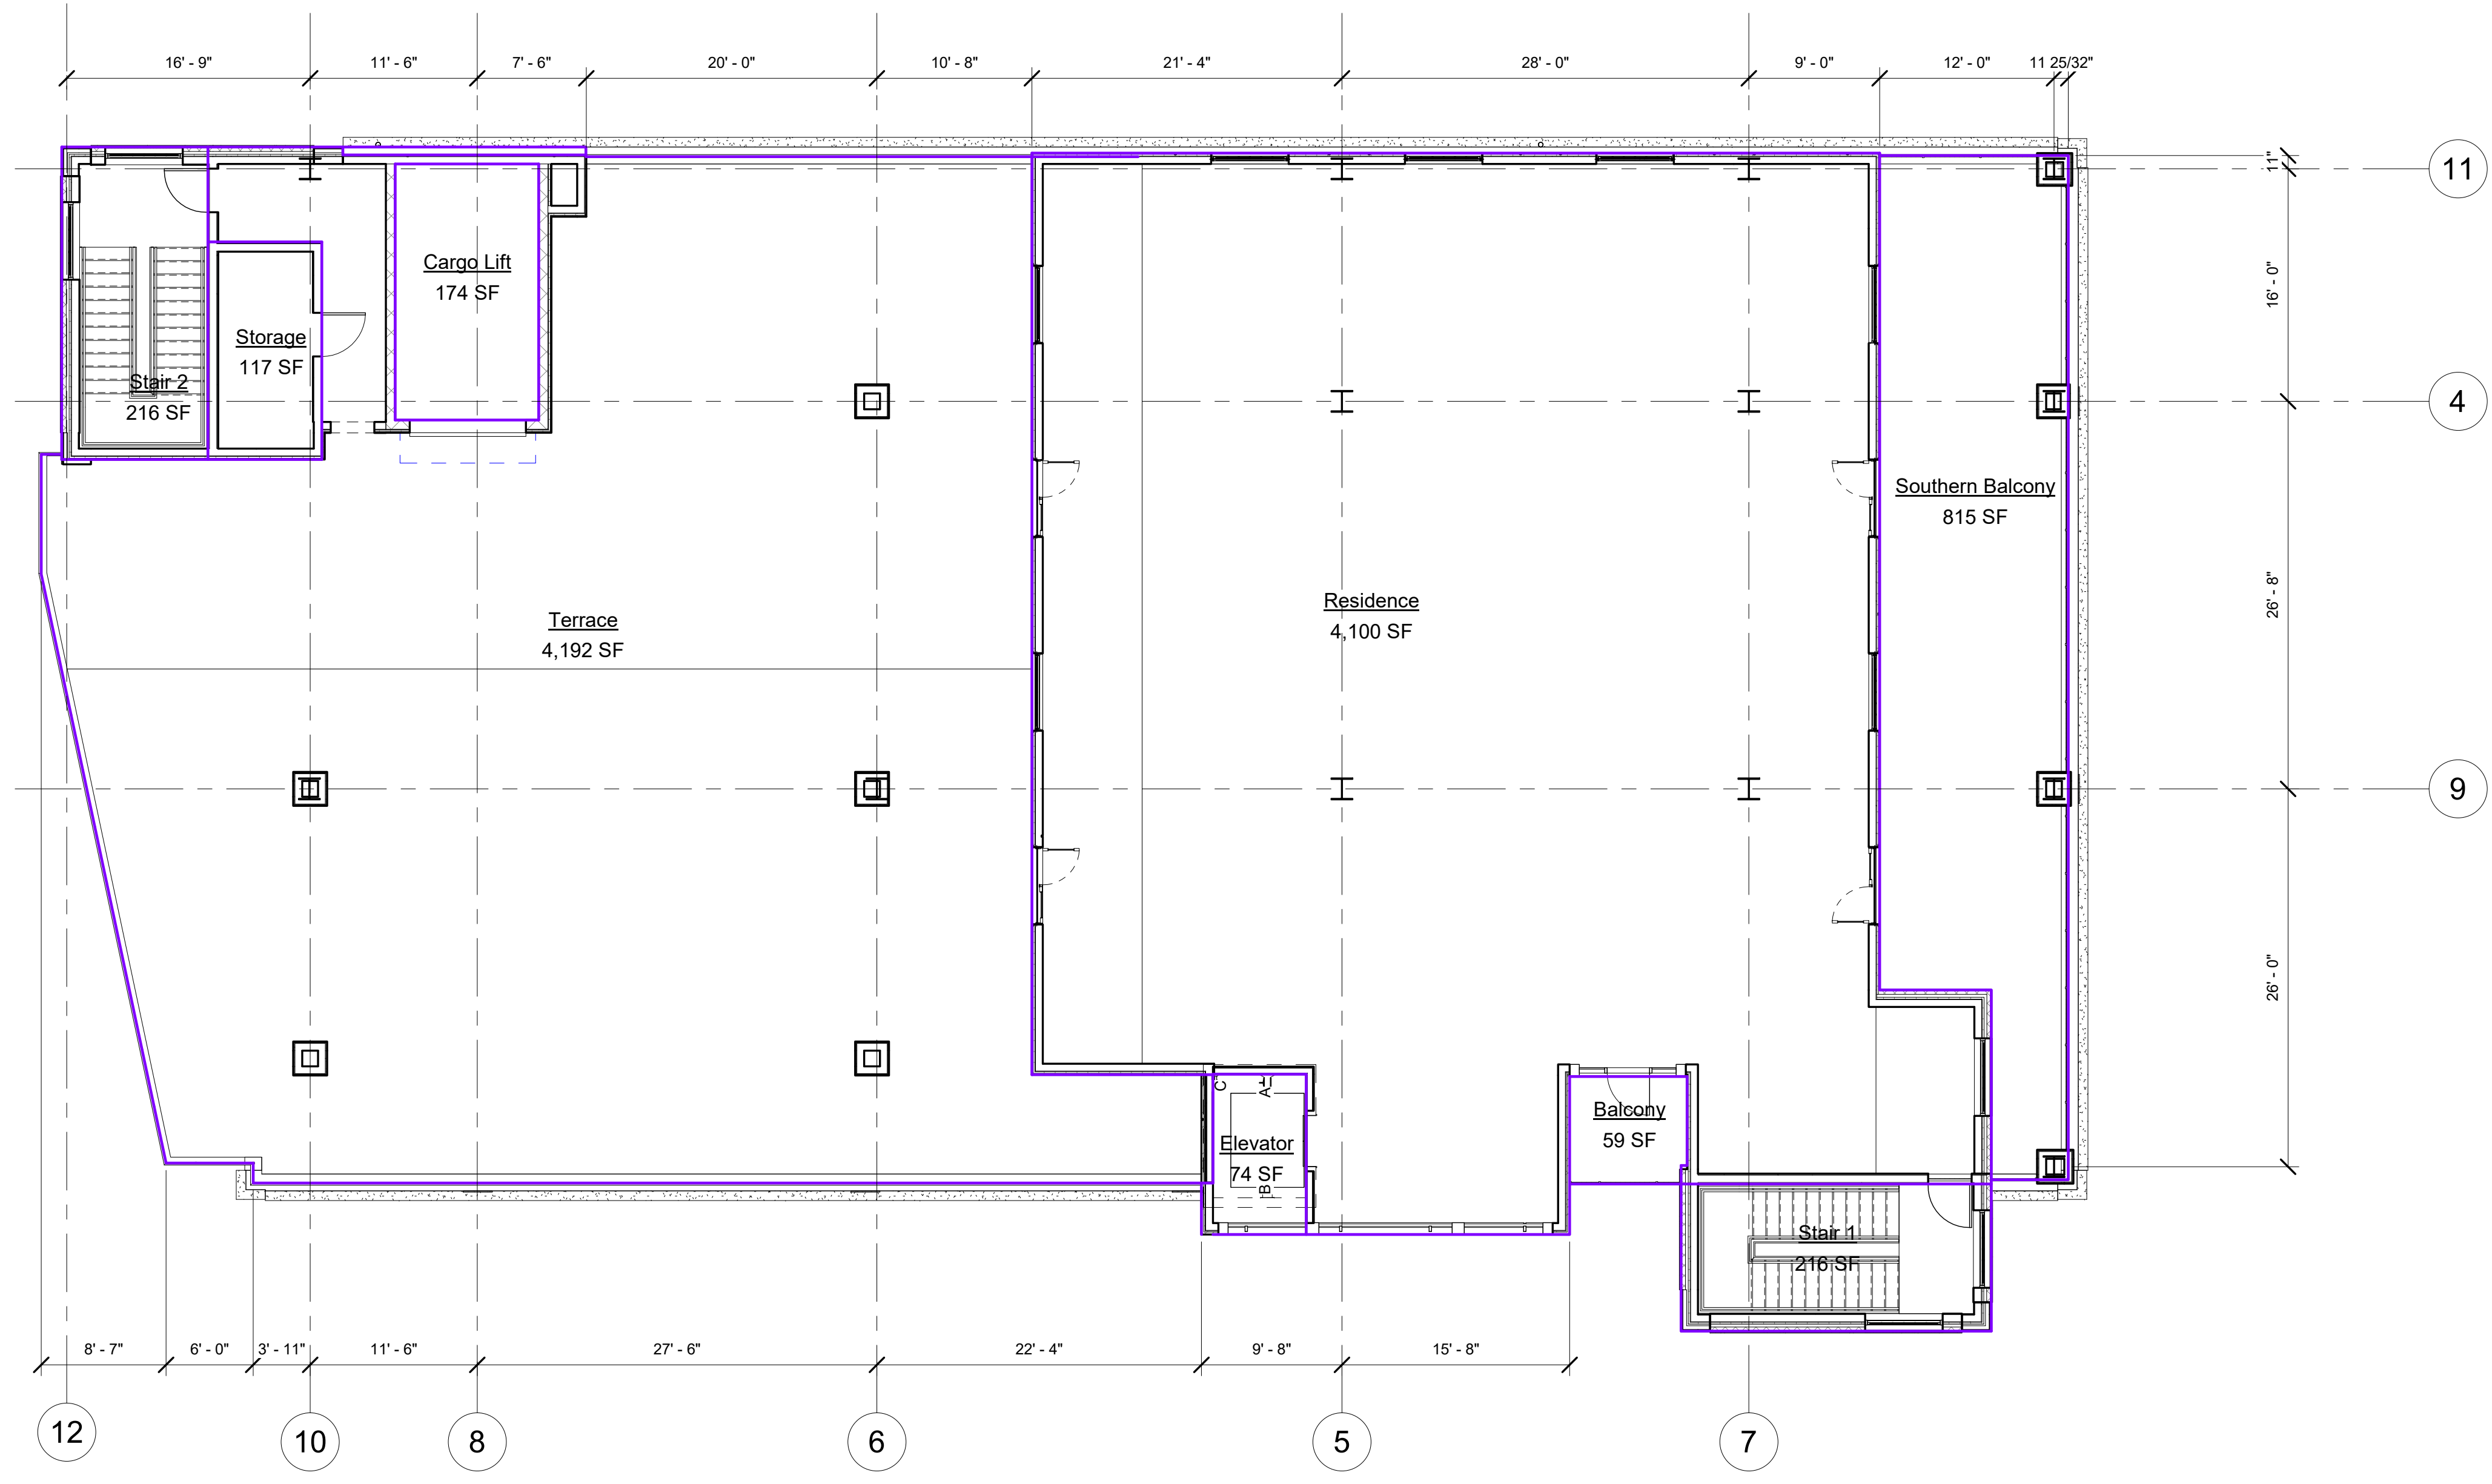 16' - 9"
11' - 6"
7' - 6"
20' - 0"
10' - 8"
21' - 4"
28' - 0"
9' - 0"
12' - 0"
11 25/32"
11"
11
16' - 0"
Cargo Lift
174 SF
Storage
117 SF
Stair 2
216 SF
4
Southern Balcony
815 SF
26' - 8"
Residence
4,100 SF
Terrace
4,192 SF
9
26' - 0"
C
A
Balcony
59 SF
Elevator
74 SF
B
Stair 1
216 SF
8' - 7"
6' - 0"
3' - 11"
11' - 6"
27' - 6"
22' - 4"
9' - 8"
15' - 8"
12
10
8
6
5
7